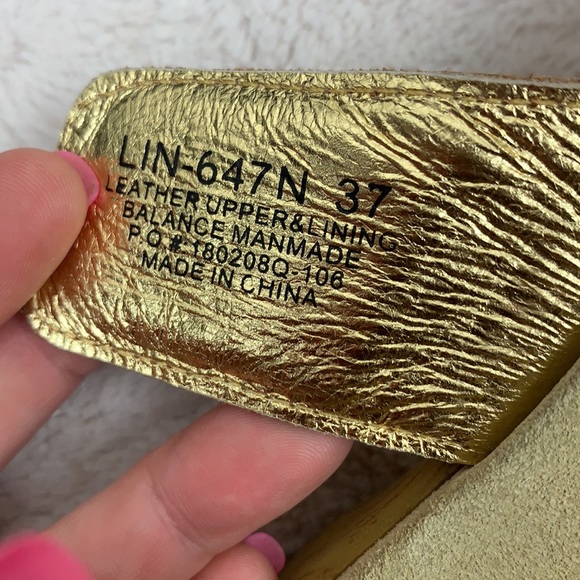 LIN-647N 37
LEATHER UPPER&LINING
BALANCE MANMADE
P.O.#:180208Q-106
MADE IN CHINA